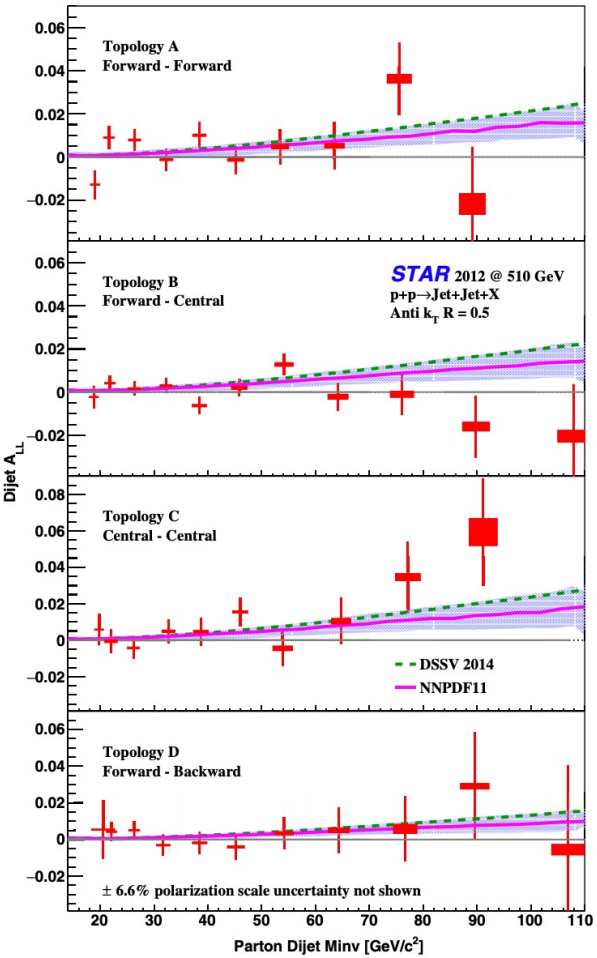 Dijet A_LL
0.06
0.04
0.02
0
−0.02
Topology A
Forward - Forward
0.06
0.04
0.02
0
−0.02
Topology B
Forward - Central
STAR 2012 @ 510 GeV
p+p→Jet+Jet+X
Anti k_T R = 0.5
0.08
0.06
0.04
0.02
0
−0.02
Topology C
Central - Central
DSSV 2014
NNPDF11
0.06
0.04
0.02
0
−0.02
Topology D
Forward - Backward
± 6.6% polarization scale uncertainty not shown
20 30 40 50 60 70 80 90 100 110
Parton Dijet Minv [GeV/c²]